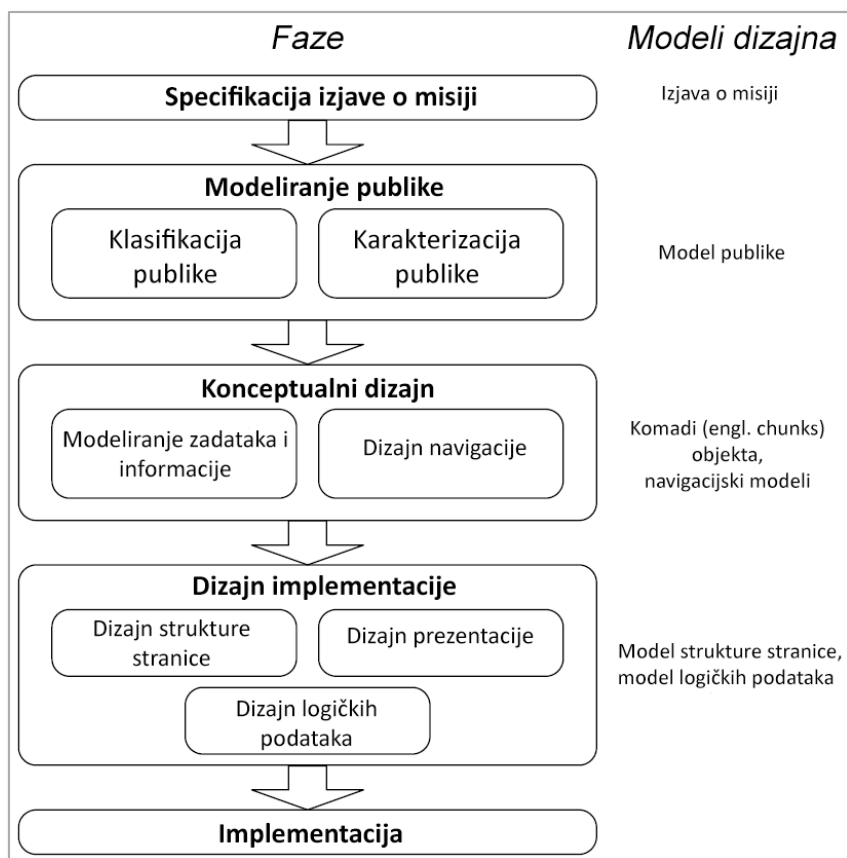 Faze
Modeli dizajna
Specifikacija izjave o misiji
Izjava o misiji
Modeliranje publike
Klasifikacija
publike
Karakterizacija
publike
Model publike
Konceptualni dizajn
Modeliranje zadataka i
informacije
Dizajn navigacije
Komadi (engl. chunks)
objekta,
navigacijski modeli
Dizajn implementacije
Dizajn strukture
stranice
Dizajn prezentacije
Dizajn logičkih
podataka
Model strukture stranice,
model logičkih podataka
Implementacija